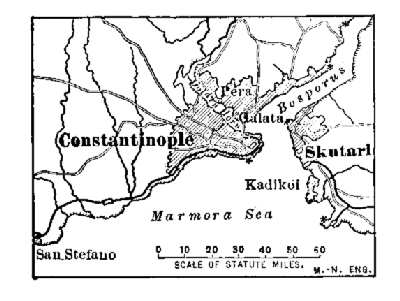 Pera
Bosporus
Galata
Constantinople
Skutari
Kadikoi
Marmora Sea
San Stefano
0 10 20 30 40 50 60
SCALE OF STATUTE MILES.
M.-N. ENG.